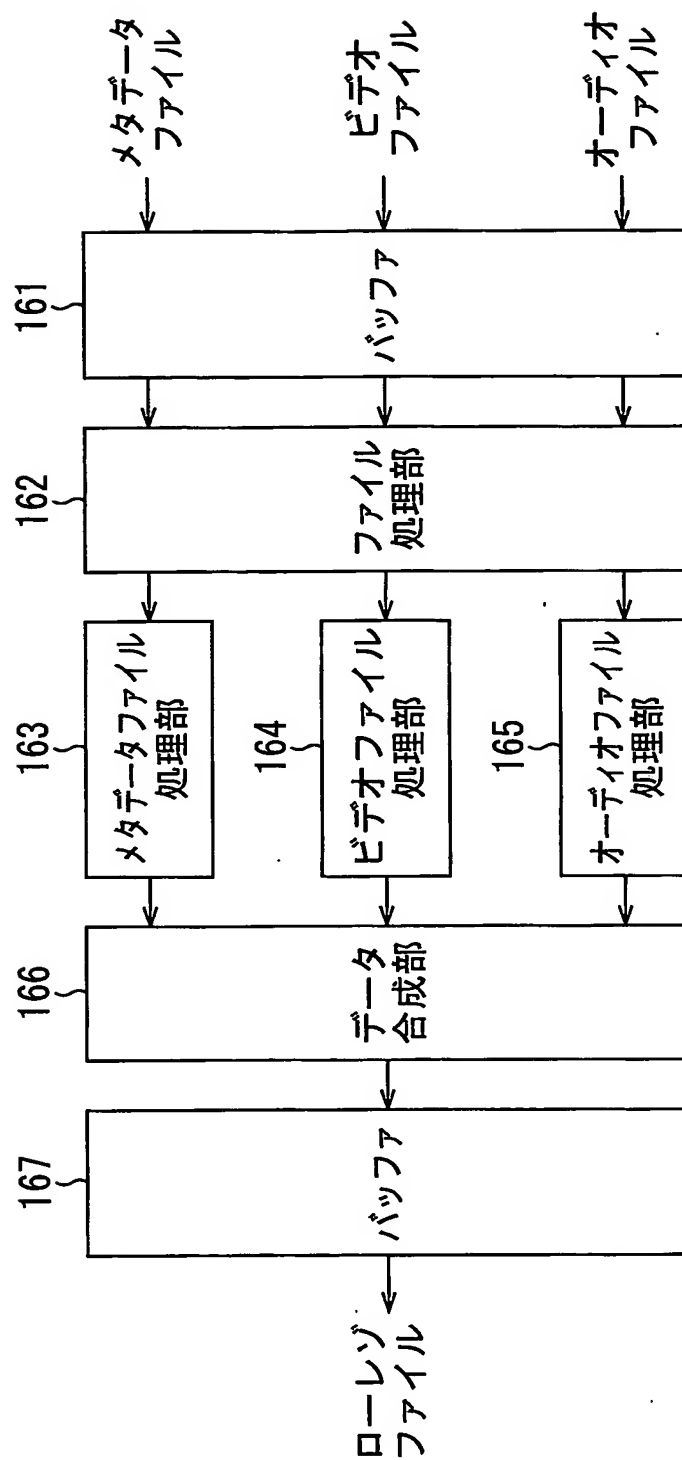 メタデータ
ファイル
ビデオ
ファイル
オーディオ
ファイル
161
バッファ
162
ファイル
処理部
163
メタデータファイル
処理部
164
ビデオファイル
処理部
165
オーディオファイル
処理部
166
データ
合成部
167
バッファ
ローレゾ
ファイル